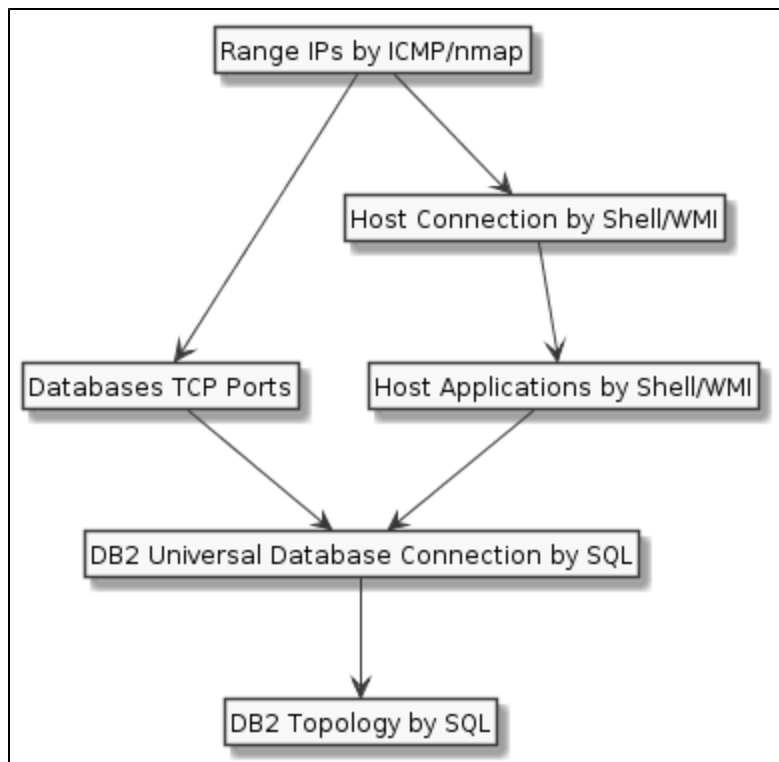 Range IPs by ICMP/nmap
Host Connection by Shell/WMI
Databases TCP Ports
Host Applications by Shell/WMI
DB2 Universal Database Connection by SQL
DB2 Topology by SQL